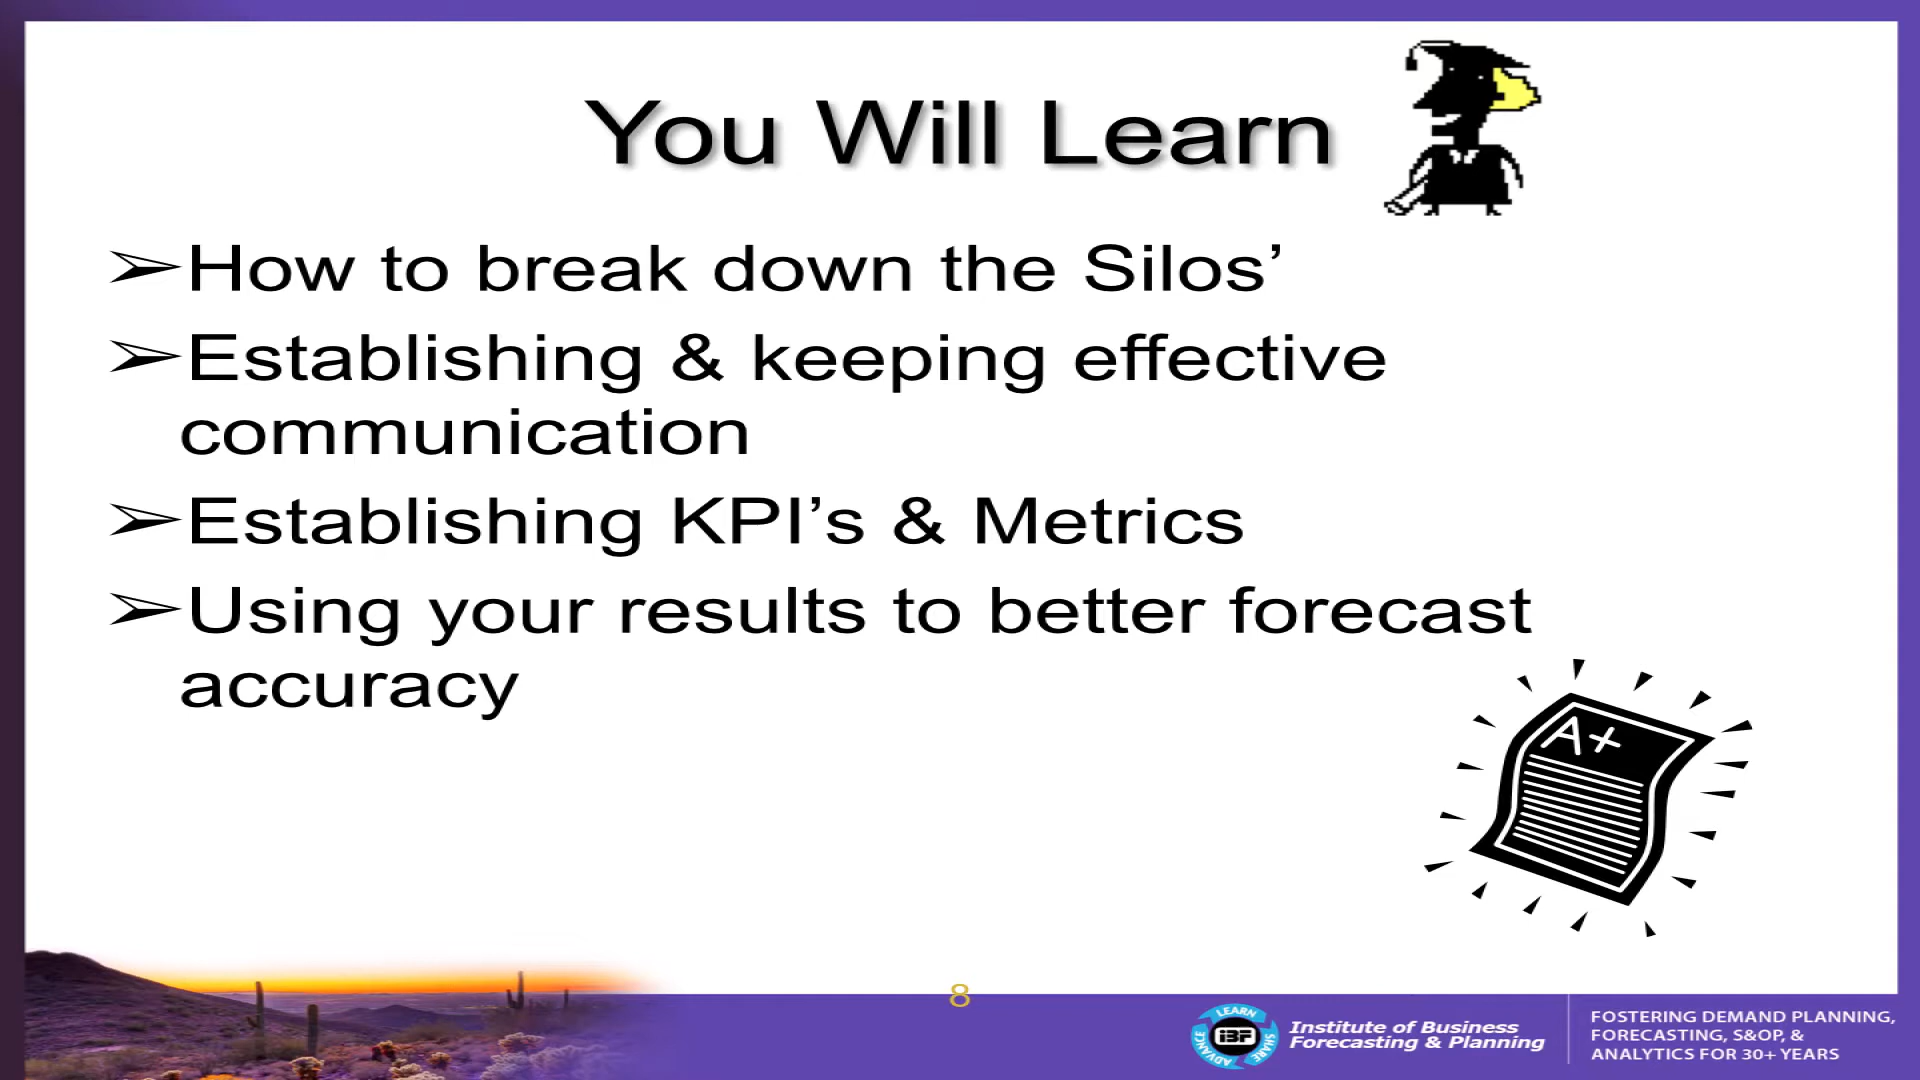 You Will Learn
➢How to break down the Silos’
➢Establishing & keeping effective
communication
➢Establishing KPI’s & Metrics
➢Using your results to better forecast
accuracy
A+
8
LEARN
SHARE
ADVANCE
iBF
Institute of Business
Forecasting & Planning
FOSTERING DEMAND PLANNING,
FORECASTING, S&OP, &
ANALYTICS FOR 30+ YEARS